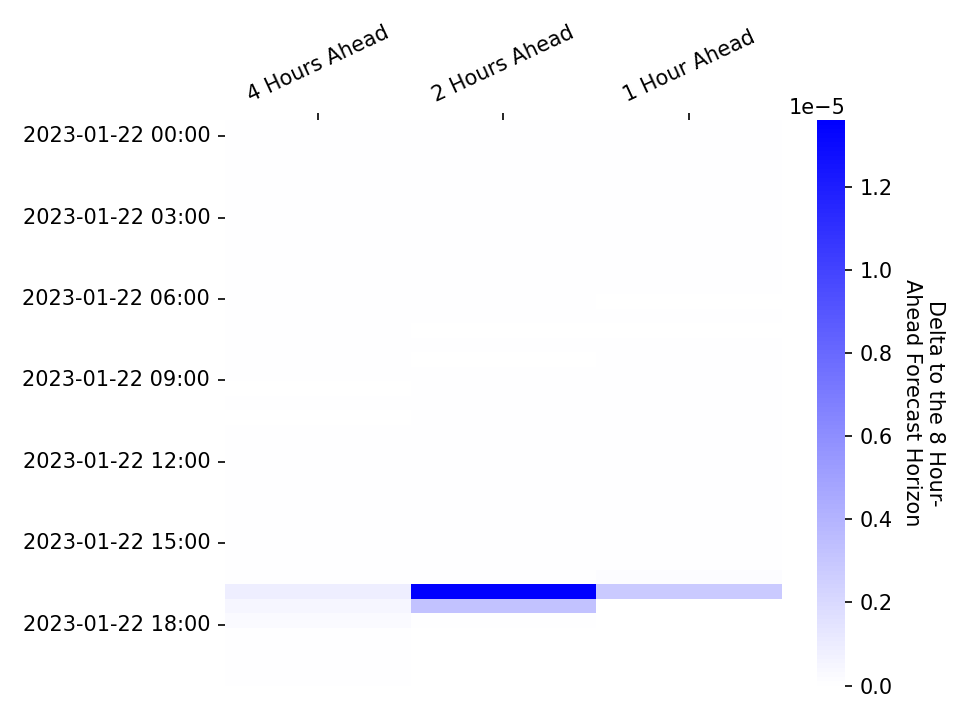 4 Hours Ahead
2 Hours Ahead
1 Hour Ahead
2023-01-22 00:00
2023-01-22 03:00
2023-01-22 06:00
2023-01-22 09:00
2023-01-22 12:00
2023-01-22 15:00
2023-01-22 18:00
1e−5
1.2
1.0
0.8
0.6
0.4
0.2
0.0
Delta to the 8 Hour-
Ahead Forecast Horizon